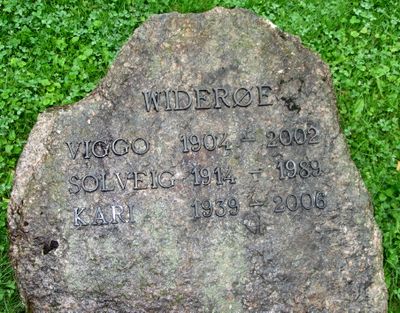 WIDERØE
VIGGO 1904 – 2002
SOLVEIG 1914 – 1989
KARI 1939 – 2006